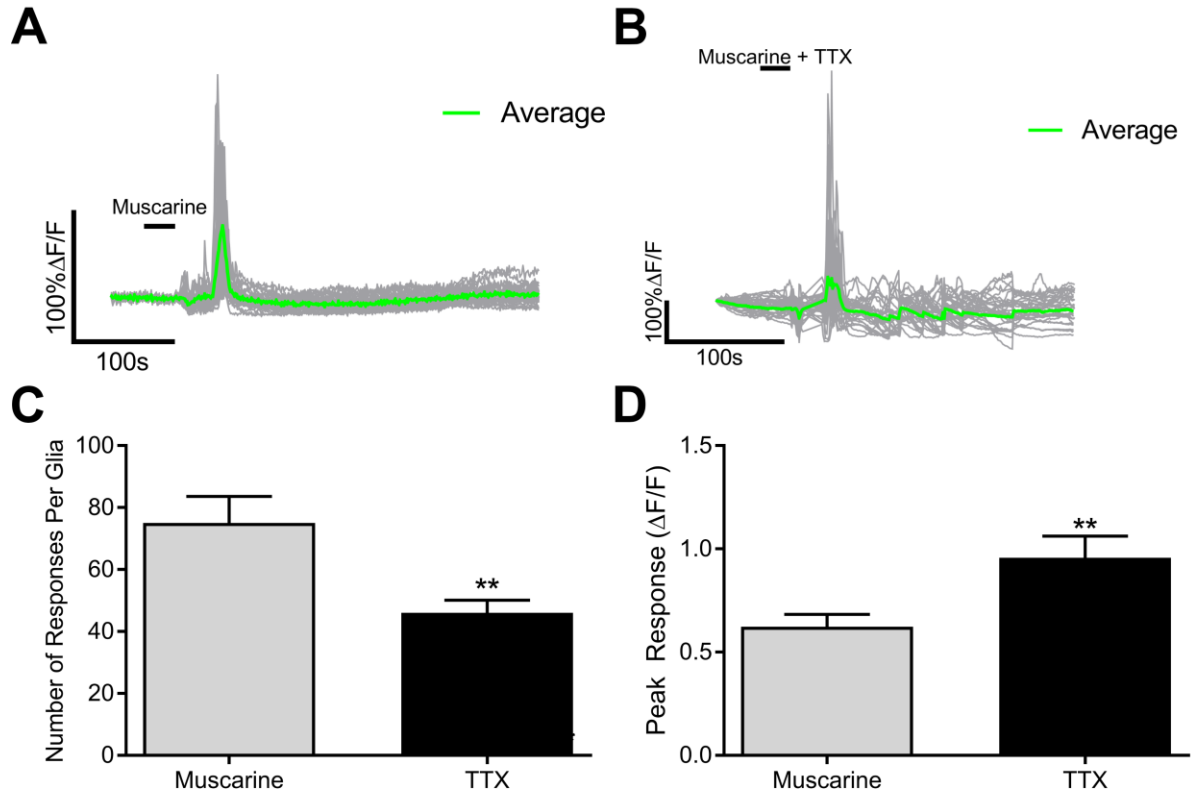 A
Muscarine
Average
100%ΔF/F
100s
B
Muscarine + TTX
Average
100%ΔF/F
100s
C
Number of Responses Per Glia
100
80
60
40
20
0
**
Muscarine
TTX
D
Peak Response (ΔF/F)
1.5
1.0
0.5
0.0
**
Muscarine
TTX